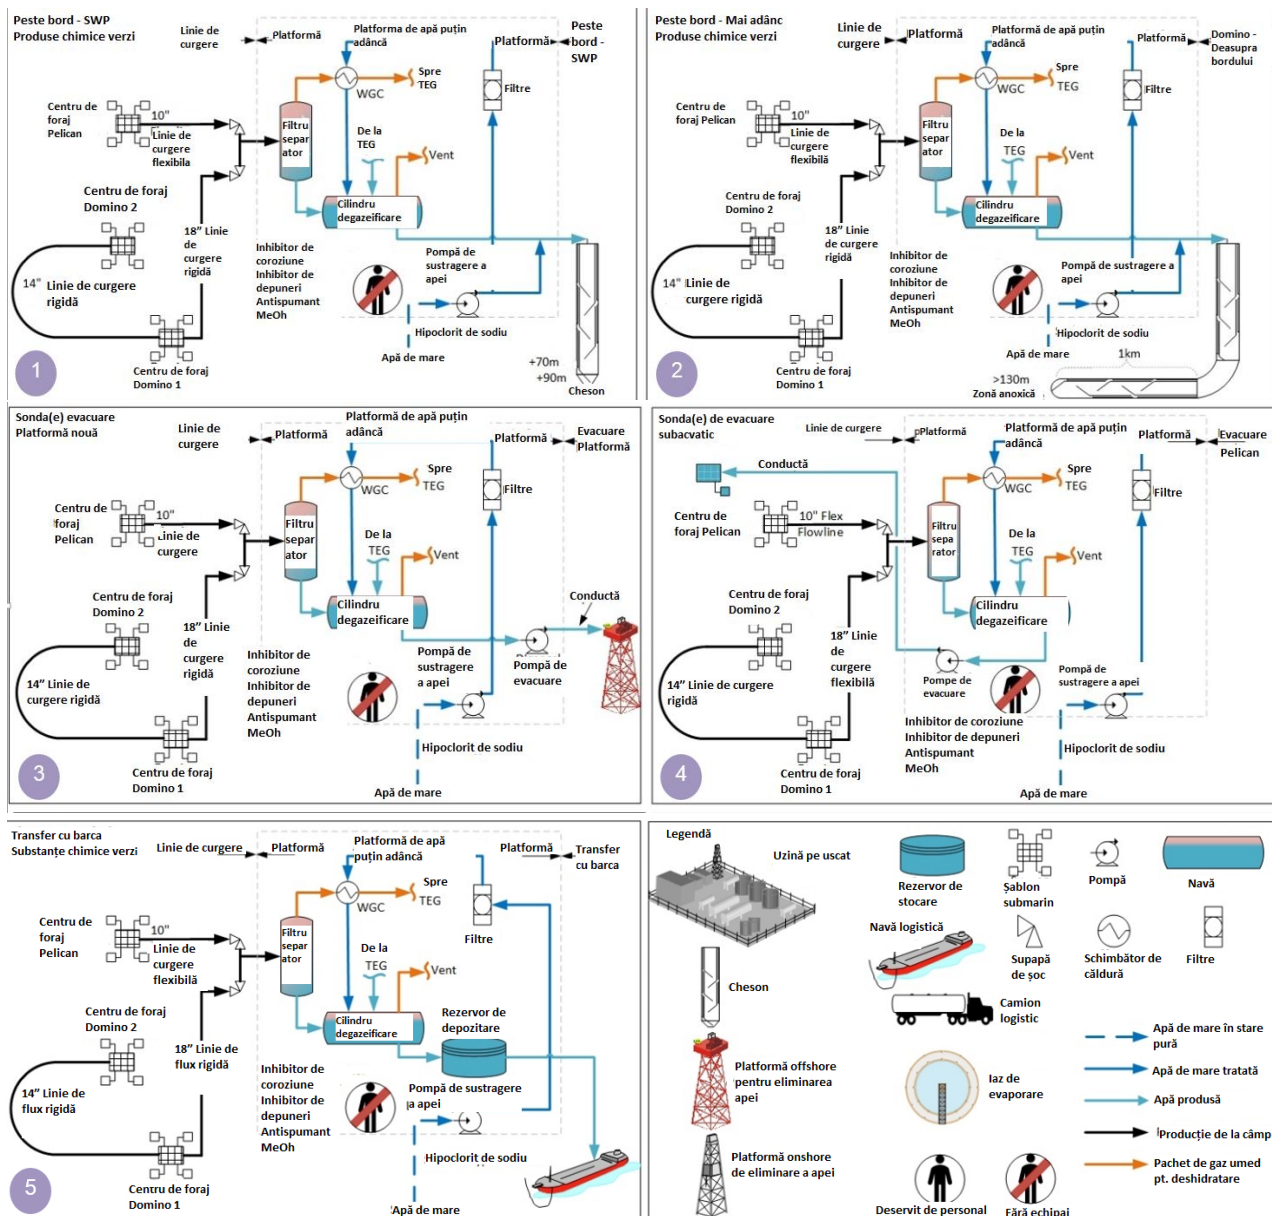 Peste bord - SWP
Produse chimice verzi
Linie de
curgere
Platformă
Platforma de apă puțin
adâncă
Platformă
Peste
bord -
SWP
Centru de
foraj
Pelican
10"
Linie de
curgere
flexibila
Filtru
separ
ator
WGC
Spre
TEG
Filtre
De la
TEG
Vent
Centru de foraj
Domino 2
18" Linie
de
curgere
rigidă
Cilindru
degazeificare
14"
Linie de curgere
rigidă
Inhibitor de
coroziune
Inhibitor de
depuneri
Antispumant
MeOh
Pompă de
sustragere a
apei
Hipoclorit de sodiu
Apă de mare
Centru de foraj
Domino 1
+70m
+90m
Cheson
1
Peste bord - Mai adânc
Produse chimice verzi
Linie de
curgere
Platformă
Platforma de apă puțin
adâncă
Platformă
Domino -
Deasupra
bordului
Centru de
foraj Pelican
10"
Linie de
curgere
flexibilă
Filtru
separ
ator
WGC
Spre
TEG
Filtre
De la
TEG
Vent
Centru de foraj
Domino 2
18" Linie
de
curgere
rigidă
Cilindru
degazeificare
14"
Linie de
curgere rigidă
Inhibitor de
coroziune
Inhibitor de
depuneri
Antispumant
MeOh
Pompă de sustragere a
apei
Hipoclorit de sodiu
Apă de mare
Centru de foraj
Domino 1
1km
>130m
Zonă anoxică
2
Sonda(e) evacuare
Platformă nouă
Linie de
curgere
Platformă
Platformă de apă puțin
adâncă
Platformă
Evacuare
Platformă
Centru de
foraj
Pelican
10"
Linie de
curgere
Filtru
separ
ator
WGC
Spre
TEG
Filtre
De la
TEG
Vent
Centru de foraj
Domino 2
18" Linie
de
curgere
rigidă
Cilindru
degazeificare
Conductă
14" Linie de
curgere rigidă
Inhibitor de
coroziune
Inhibitor de
depuneri
Antispumant
MeOh
Pompă de
sustragere
a apei
Pompă de
evacuare
Hipoclorit de sodiu
Apă de mare
Centru de foraj
Domino 1
3
Sonda(e) de evacuare
subacvatic
Linie de curgere
Platformă
Platformă de apă puțin
adâncă
Platformă
Evacuare
Pelican
Conductă
Centru de
foraj Pelican
10" Flex
Flowline
Filtru
sepa
rator
WGC
Spre
TEG
Filtre
De la
TEG
Vent
Centru de foraj
Domino 2
18" Linie
de
curgere
flexibilă
Cilindru
degazeificare
14" Linie de curgere
rigidă
Pompe de
evacuare
Pompă de
sustragere a apei
Inhibitor de coroziune
Inhibitor de depuneri
Antispumant
MeOh
Hipoclorit de sodiu
Apă de mare
Centru de foraj
Domino 1
4
Transfer cu barca
Substanțe chimice verzi
Linie de curgere
Platformă
Platformă de apă
puțin adâncă
Platformă
Transfer
cu barca
Centru de
foraj
Pelican
10"
Linie de
curgere
flexibilă
Filtru
separ
ator
WGC
Spre
TEG
Filtre
De la
TEG
Vent
Centru de foraj
Domino 2
18" Linie de
flux rigidă
Cilindru
degazeificare
Rezervor de
depozitare
14" Linie de
flux rigidă
Inhibitor de
coroziune
Inhibitor de
depuneri
Antispumant
MeOh
Pompă de sustragere
a apei
Hipoclorit de sodiu
Apă de mare
Centru de foraj
Domino 1
5
Legendă
Uzină pe uscat
Rezervor de
stocare
Șablon
submarin
Pompă
Navă
Navă logistică
Supapă
de șoc
Schimbător de
căldură
Filtre
Cheson
Camion
logistic
Apă de mare în stare
pură
Apă de mare tratată
Platformă offshore
pentru eliminarea
apei
Iaz de
evaporare
Apă produsă
Producție de la câmp
Platformă onshore
de eliminare a apei
Pachet de gaz umed
pt. deshidratare
Deservit de personal
Fără echipaj